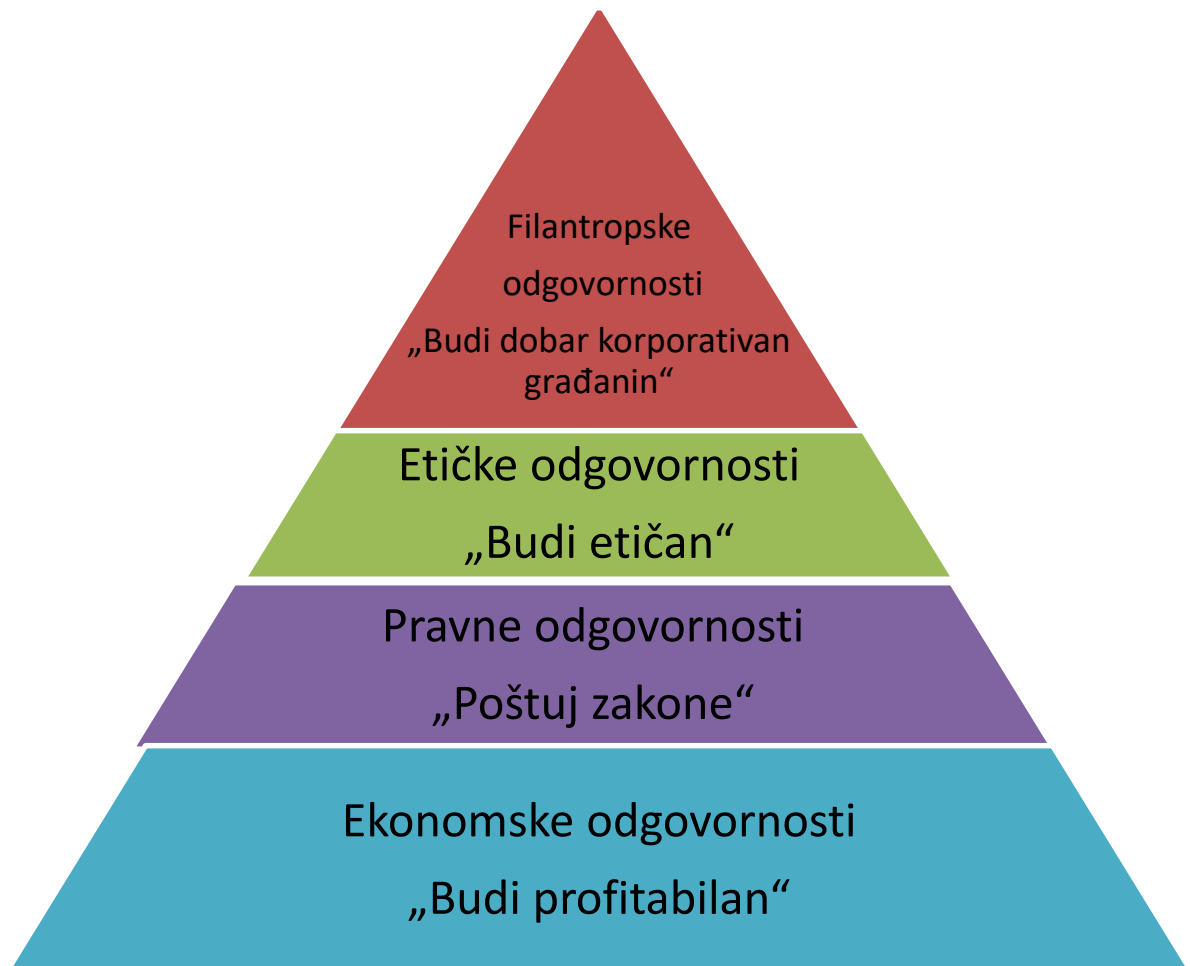 Filantropske
odgovornosti
„Budi dobar korporativan
građanin“
Etičke odgovornosti
„Budi etičan“
Pravne odgovornosti
„Poštuj zakone“
Ekonomske odgovornosti
„Budi profitabilan“